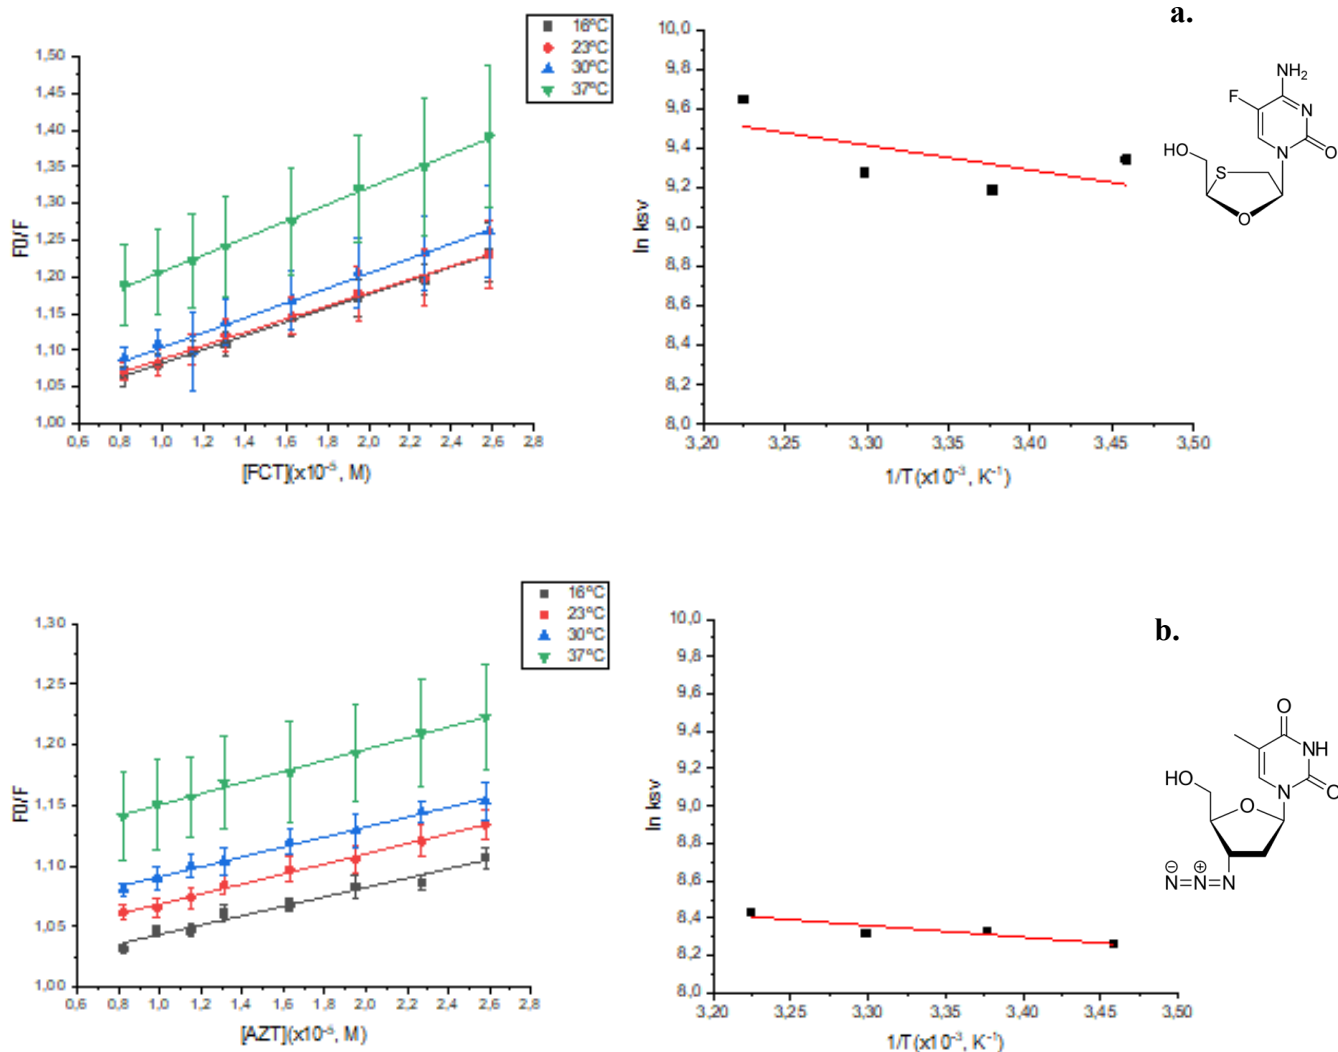 a.
16ºC
23ºC
30ºC
37ºC
F0/F
1,50
1,45
1,40
1,35
1,30
1,25
1,20
1,15
1,10
1,05
1,00
0,6 0,8 1,0 1,2 1,4 1,6 1,8 2,0 2,2 2,4 2,6 2,8
[FCT](x10⁻⁵, M)
ln ksv
10,0
9,8
9,6
9,4
9,2
9,0
8,8
8,6
8,4
8,2
8,0
3,20 3,25 3,30 3,35 3,40 3,45 3,50
1/T(x10⁻³, K⁻¹)
NH₂
F
N
N
O
HO
S
O
b.
16ºC
23ºC
30ºC
37ºC
F0/F
1,30
1,25
1,20
1,15
1,10
1,05
1,00
0,6 0,8 1,0 1,2 1,4 1,6 1,8 2,0 2,2 2,4 2,6 2,8
[AZT](x10⁻⁵, M)
ln ksv
10,0
9,8
9,6
9,4
9,2
9,0
8,8
8,6
8,4
8,2
8,0
3,20 3,25 3,30 3,35 3,40 3,45 3,50
1/T(x10⁻³, K⁻¹)
O
NH
N
O
HO
O
⊖ ⊕
N=N=N